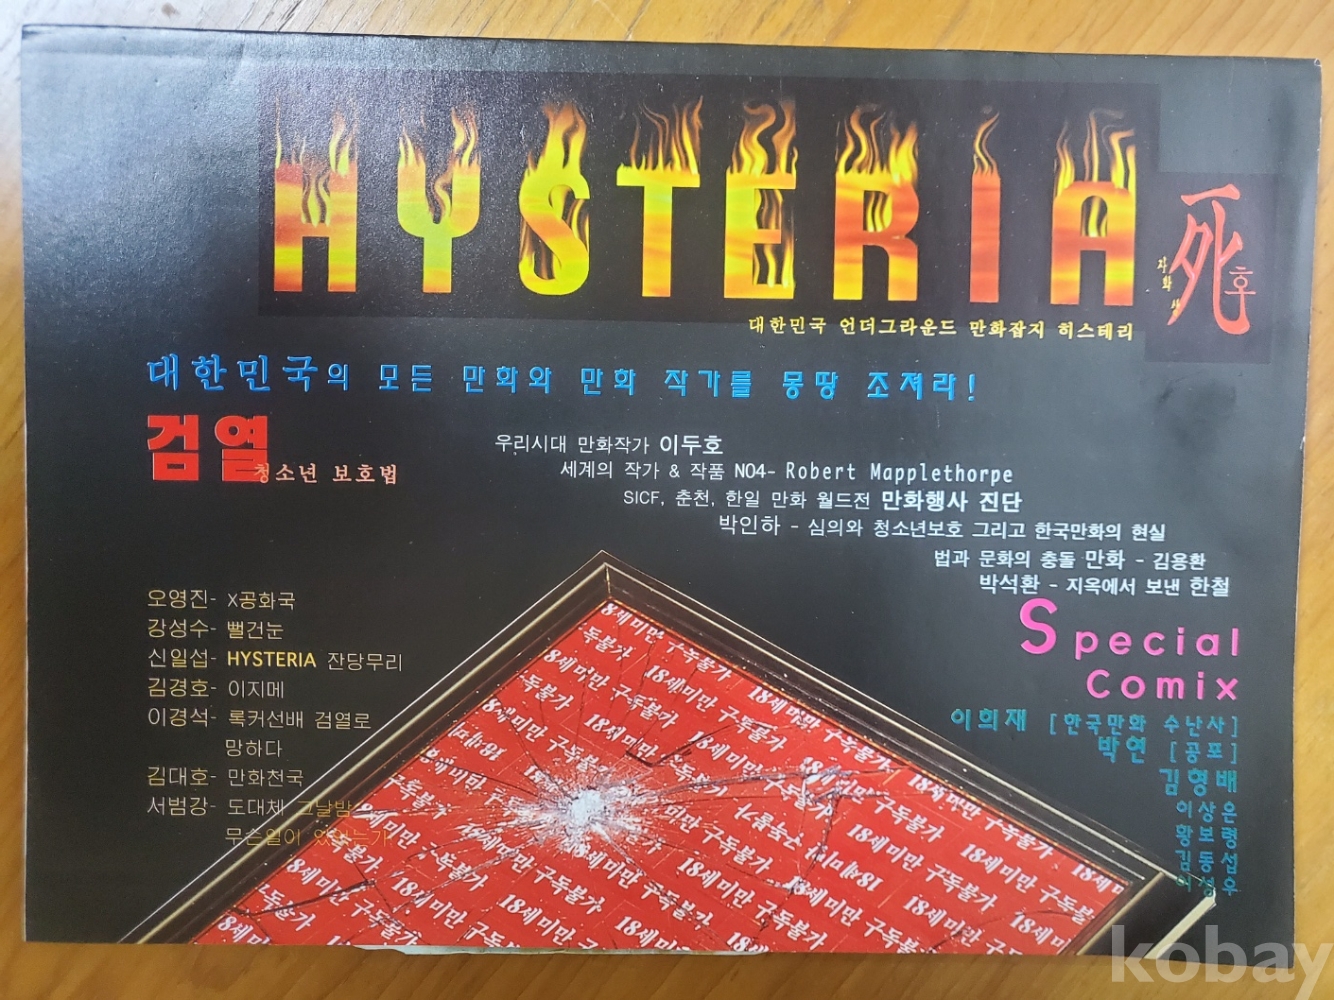 HYSTERIA
死
자화상
호
대한민국 언더그라운드 만화잡지 히스테리
대한민국의 모든 만화와 만화 작가를 몽땅 조져라!
검열
청소년 보호법
우리시대 만화작가 이두호
세계의 작가 & 작품 NO4- Robert Mapplethorpe
SICF, 춘천, 한일 만화 월드전 만화행사 진단
박인하 - 심의와 청소년보호 그리고 한국만화의 현실
법과 문화의 충돌 만화 - 김용환
박석환 - 지옥에서 보낸 한철
오영진- X공화국
강성수- 뻘건눈
신일섭- HYSTERIA 잔당무리
김경호- 이지메
이경석- 록커선배 검열로
망하다
김대호- 만화천국
서범강- 도대체 그날밤
무슨일이 있었는가
Special
Comix
이희재 [한국만화 수난사]
박연 [공포]
김형배
이상은
황보령
김동섭
이성우
18세미만 구독불가
kobay